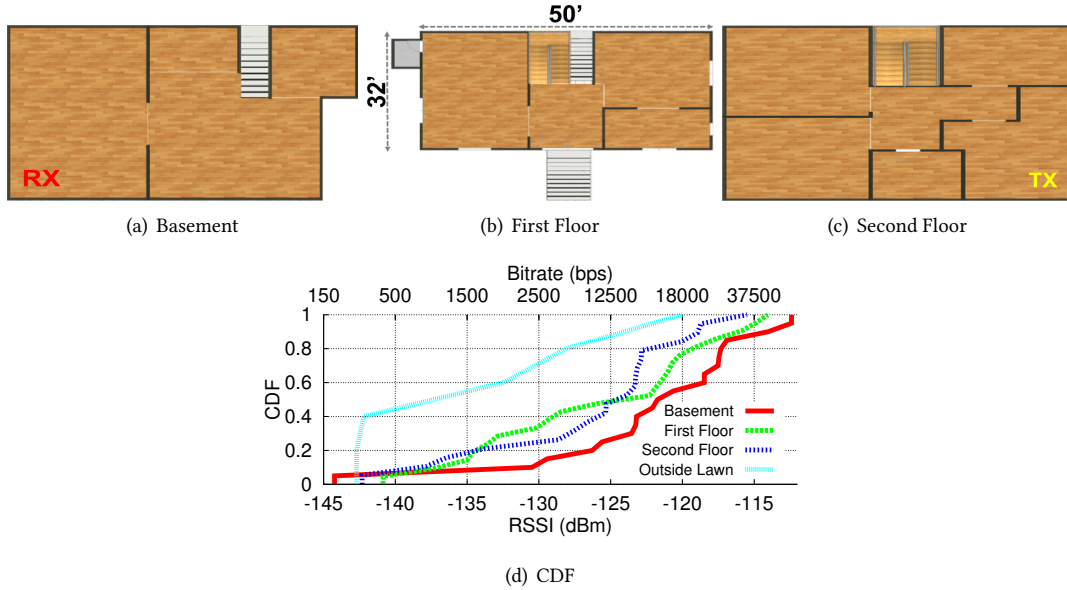 50’
32’
RX
TX
(a) Basement
(b) First Floor
(c) Second Floor
Bitrate (bps)
150 500 1500 2500 12500 18000 37500
CDF
1
0.8
0.6
0.4
0.2
0
Basement
First Floor
Second Floor
Outside Lawn
-145 -140 -135 -130 -125 -120 -115
RSSI (dBm)
(d) CDF